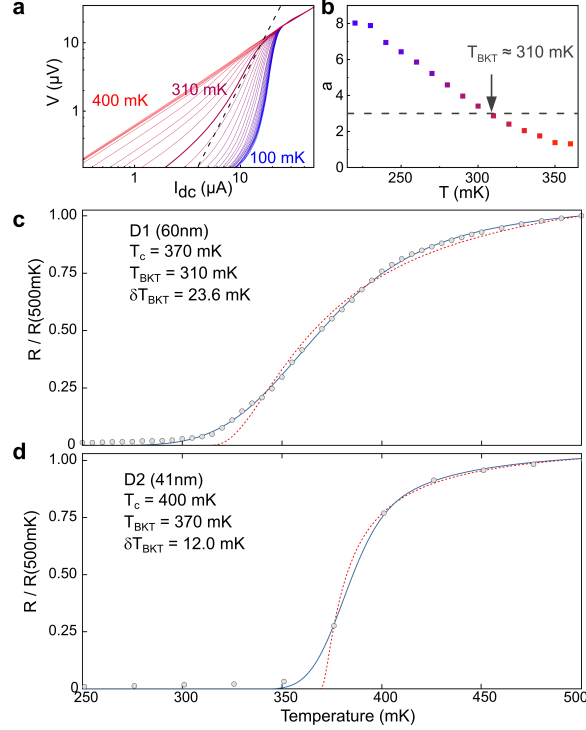 a
V (μV)
10
1
400 mK
310 mK
100 mK
1
10
I_dc (μA)
b
a
8
6
4
2
0
T_BKT ≈ 310 mK
250
300
350
T (mK)
c
R / R(500mK)
1.00
0.75
0.50
0.25
0
D1 (60nm)
T_c = 370 mK
T_BKT = 310 mK
δT_BKT = 23.6 mK
300
350
400
450
d
R / R(500mK)
1.00
0.75
0.50
0.25
0
D2 (41nm)
T_c = 400 mK
T_BKT = 370 mK
δT_BKT = 12.0 mK
250
300
350
400
450
500
Temperature (mK)